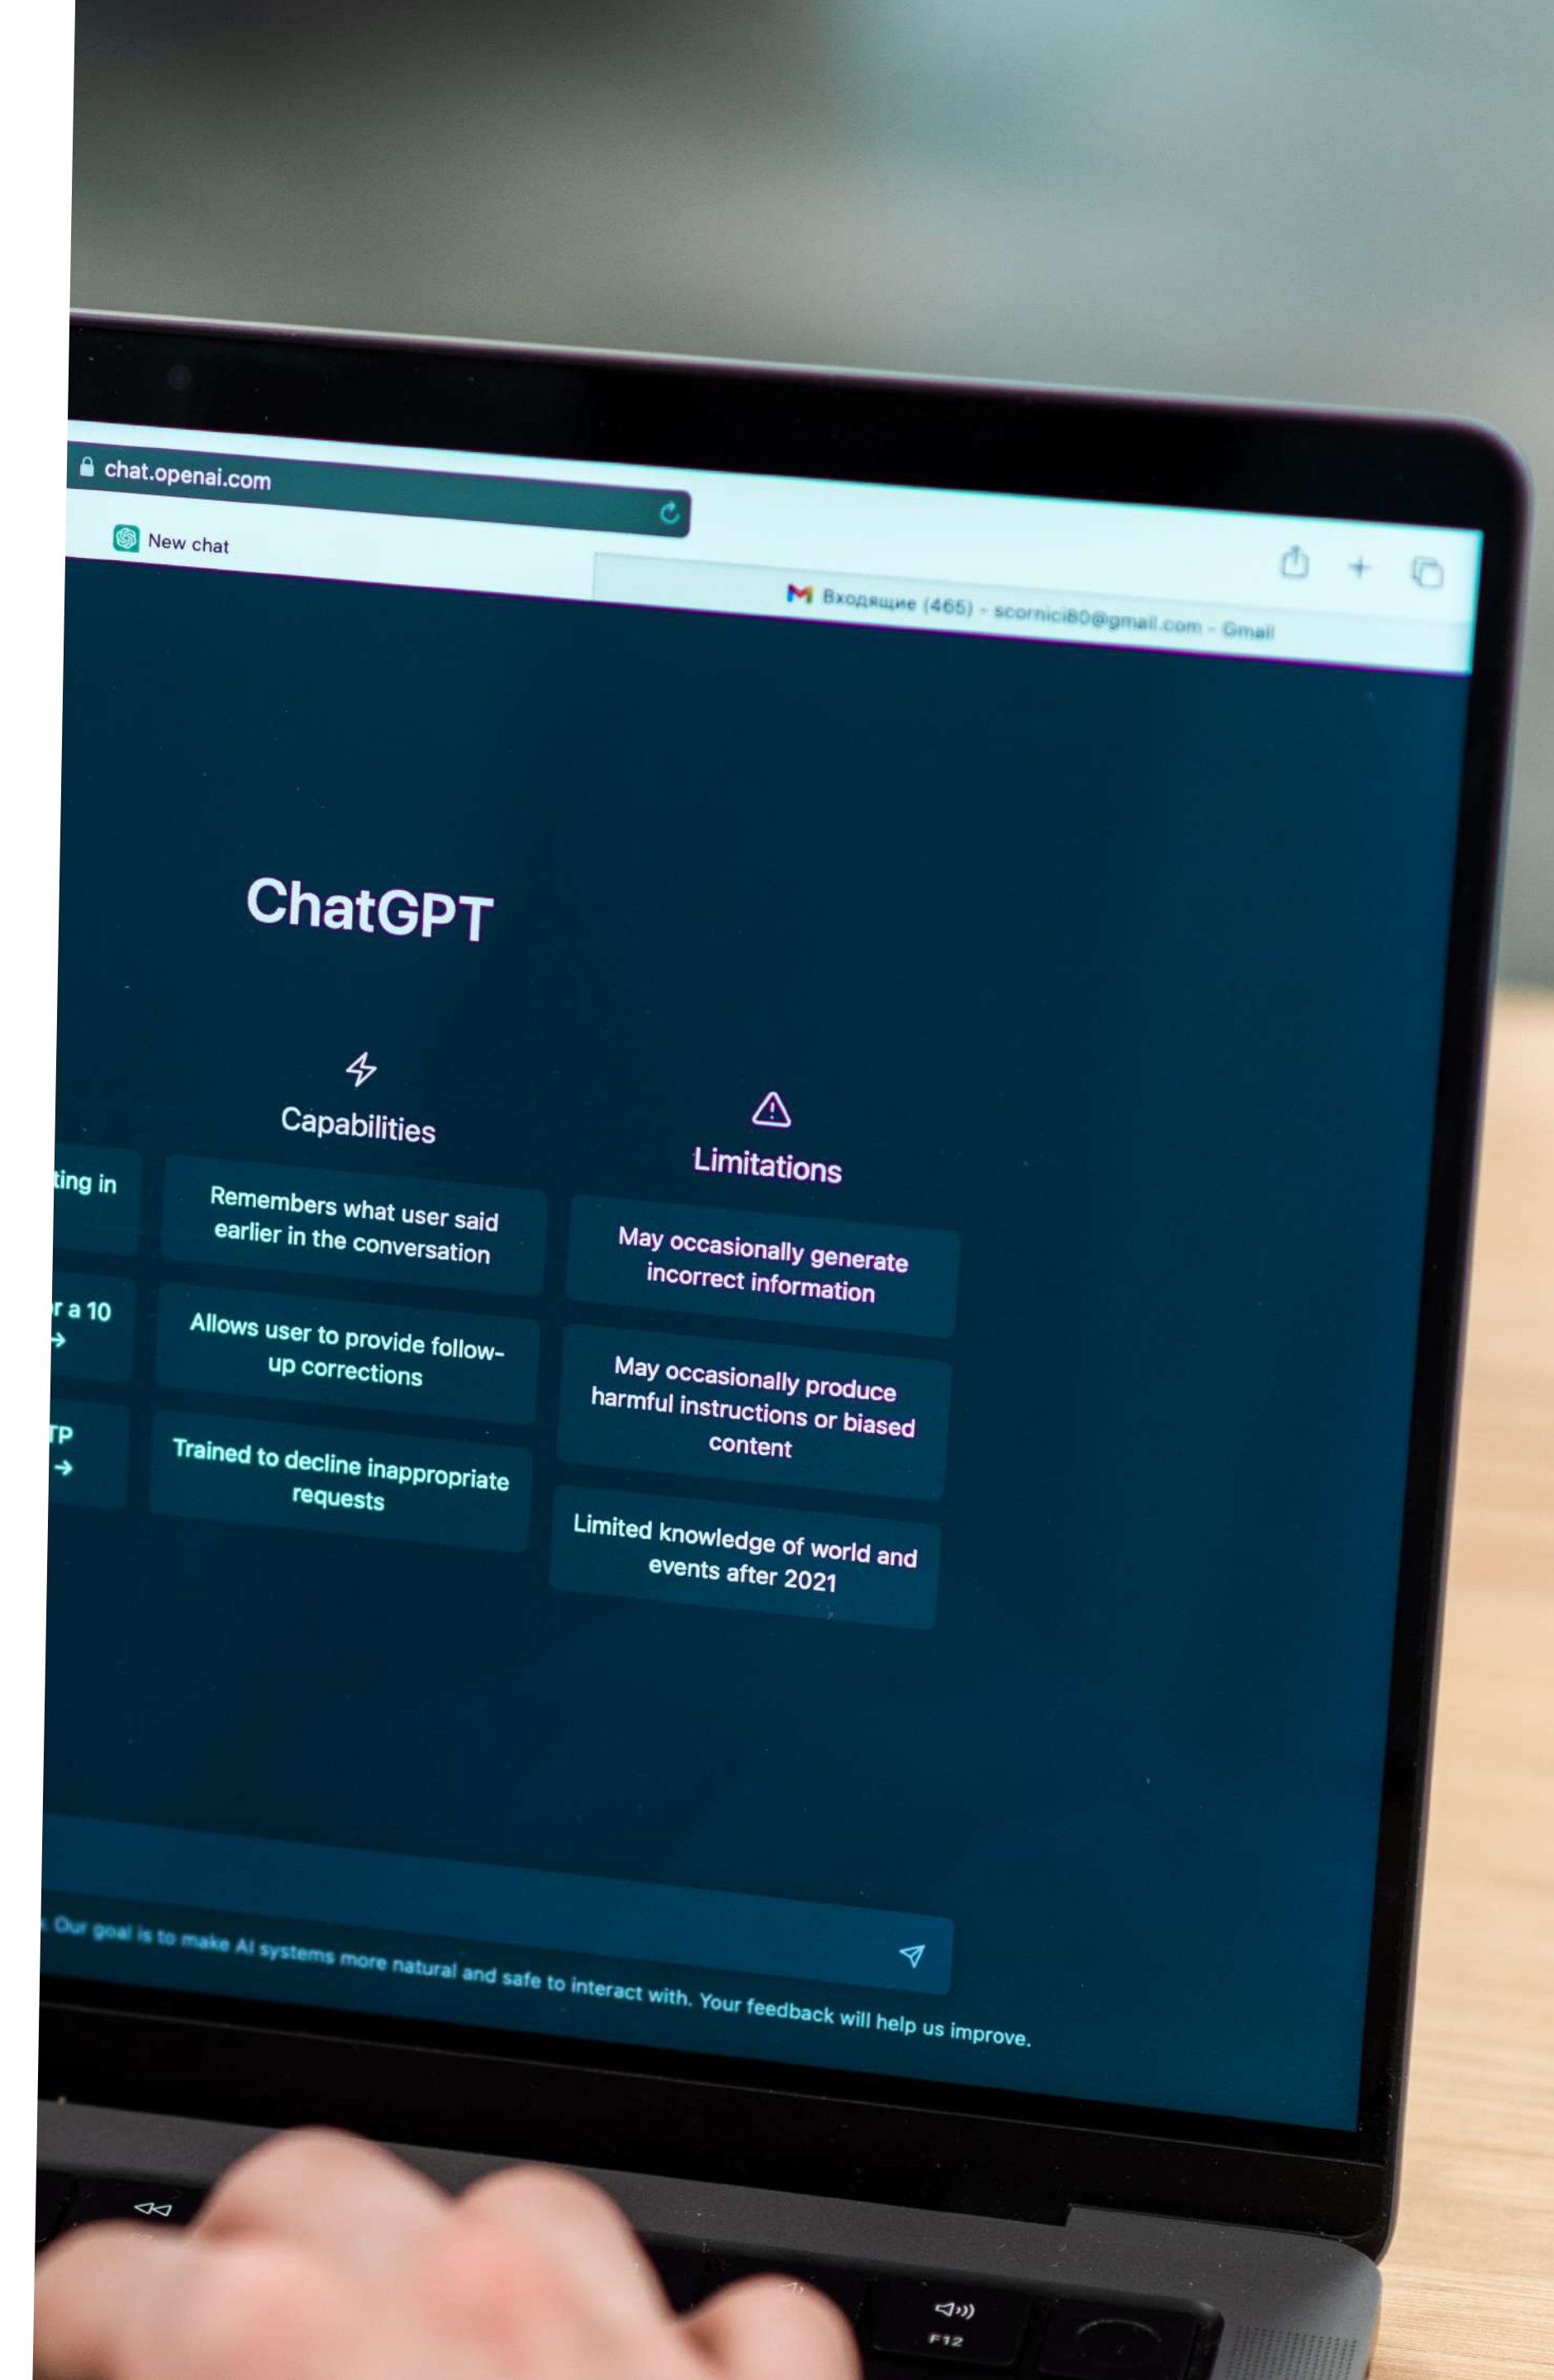 chat.openai.com
New chat
Входящие (465) - scornici80@gmail.com - Gmail
ChatGPT
Capabilities
Limitations
ting in
r a 10
→
TP
→
Remembers what user said
earlier in the conversation
Allows user to provide follow-
up corrections
Trained to decline inappropriate
requests
May occasionally generate
incorrect information
May occasionally produce
harmful instructions or biased
content
Limited knowledge of world and
events after 2021
. Our goal is to make AI systems more natural and safe to interact with. Your feedback will help us improve.
F12